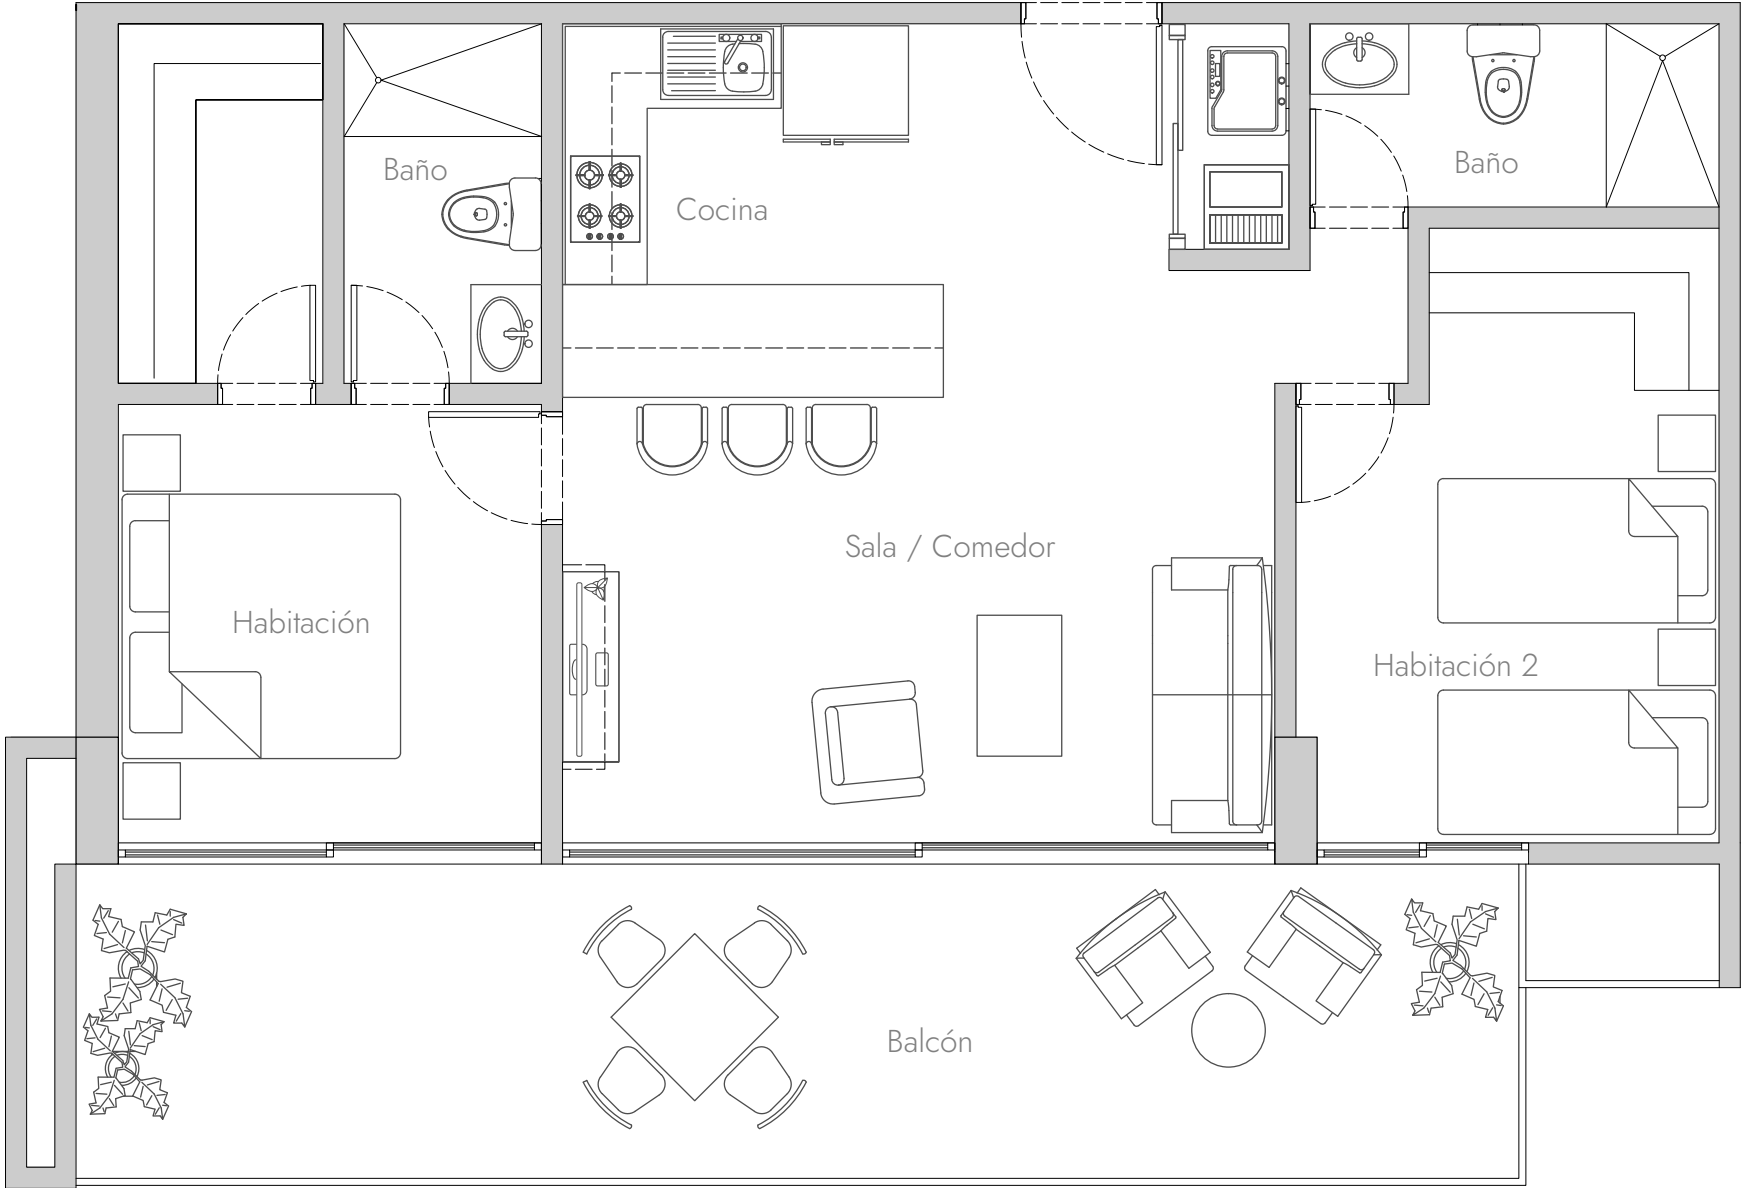 Baño
Baño
Cocina
Sala / Comedor
Habitación
Habitación 2
Balcón